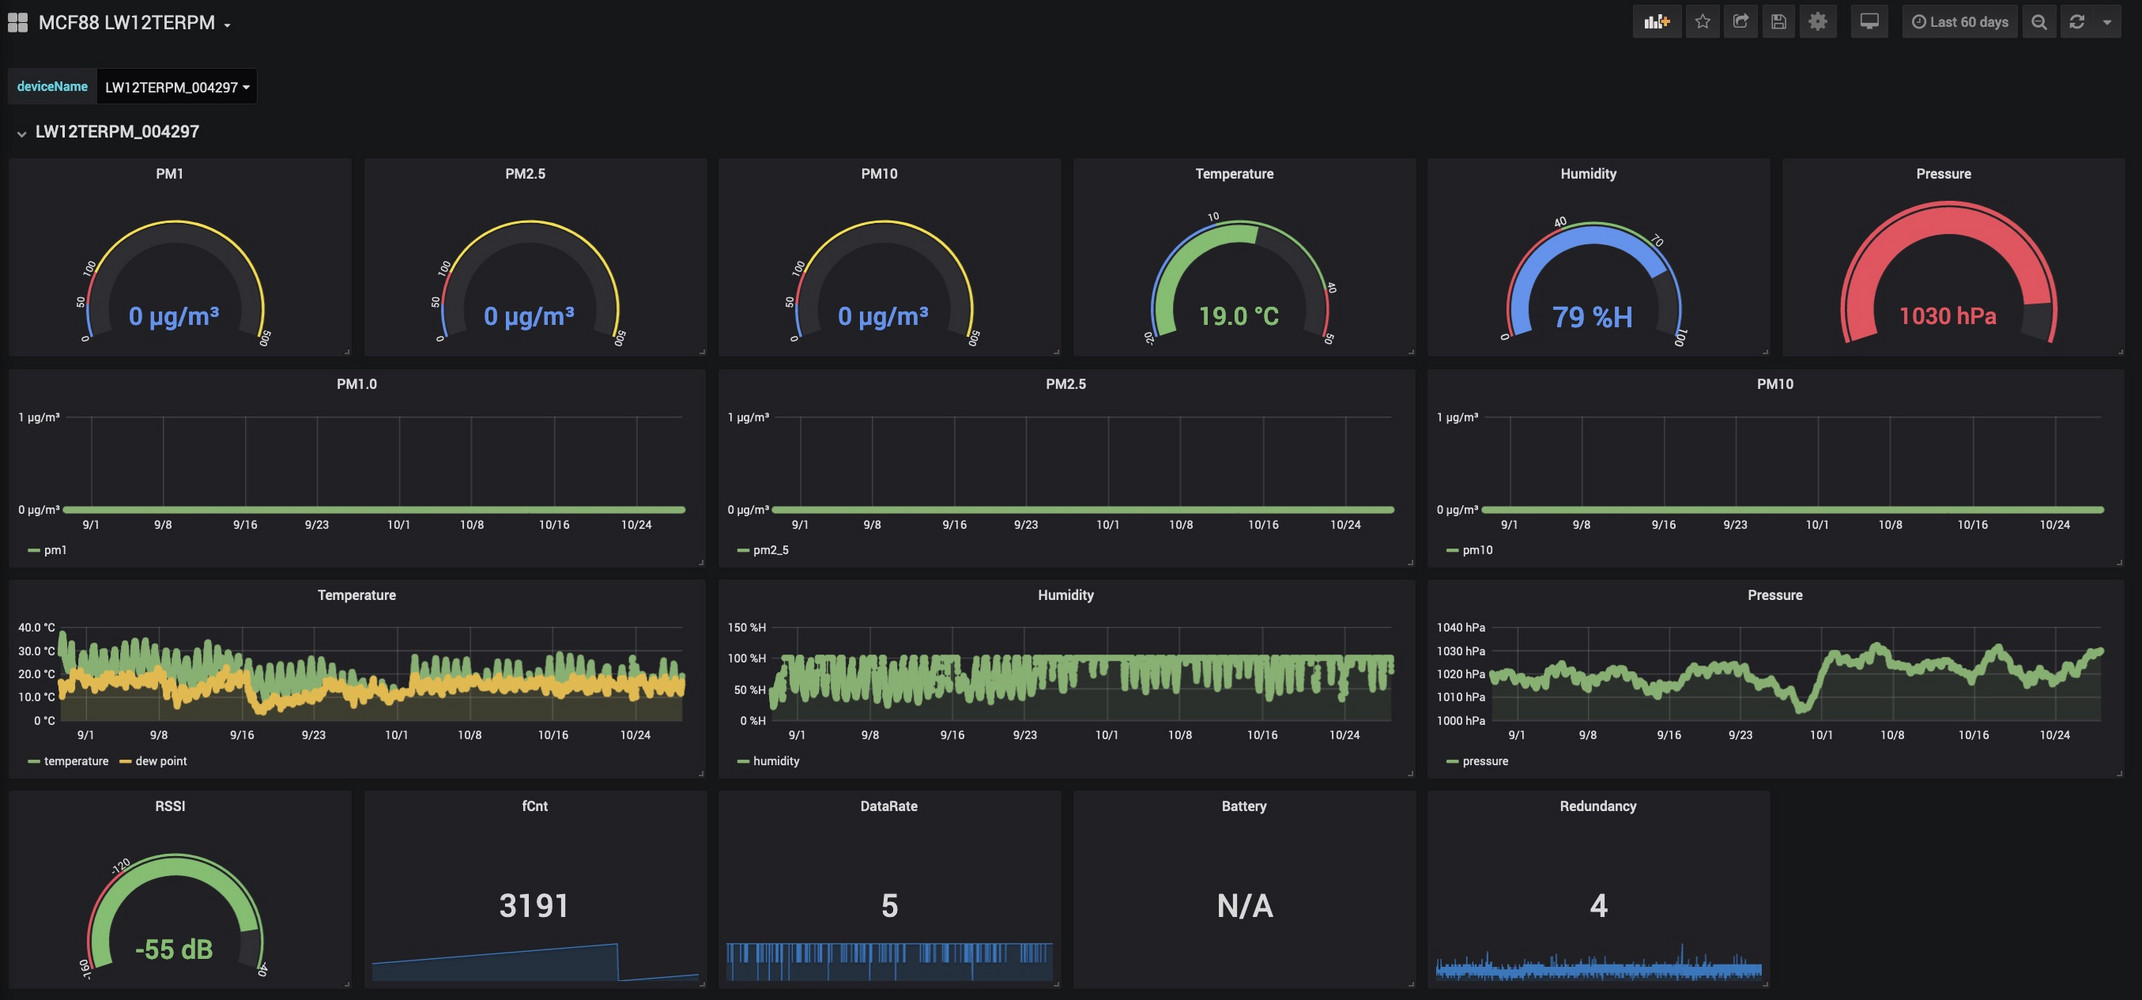 MCF88 LW12TERPM
Last 60 days
deviceName LW12TERPM_004297
LW12TERPM_004297
PM1
0 50 100 500
0 µg/m³
PM2.5
0 50 100 500
0 µg/m³
PM10
0 50 100 500
0 µg/m³
Temperature
-20 10 40 50
19.0 °C
Humidity
0 40 70 100
79 %H
Pressure
1030 hPa
PM1.0
1 µg/m³
0 µg/m³
9/1 9/8 9/16 9/23 10/1 10/8 10/16 10/24
pm1
PM2.5
1 µg/m³
0 µg/m³
9/1 9/8 9/16 9/23 10/1 10/8 10/16 10/24
pm2_5
PM10
1 µg/m³
0 µg/m³
9/1 9/8 9/16 9/23 10/1 10/8 10/16 10/24
pm10
Temperature
40.0 °C
30.0 °C
20.0 °C
10.0 °C
0 °C
9/1 9/8 9/16 9/23 10/1 10/8 10/16 10/24
temperature dew point
Humidity
150 %H
100 %H
50 %H
0 %H
9/1 9/8 9/16 9/23 10/1 10/8 10/16 10/24
humidity
Pressure
1040 hPa
1030 hPa
1020 hPa
1010 hPa
1000 hPa
9/1 9/8 9/16 9/23 10/1 10/8 10/16 10/24
pressure
RSSI
-160 -120 -40
-55 dB
fCnt
3191
DataRate
5
Battery
N/A
Redundancy
4